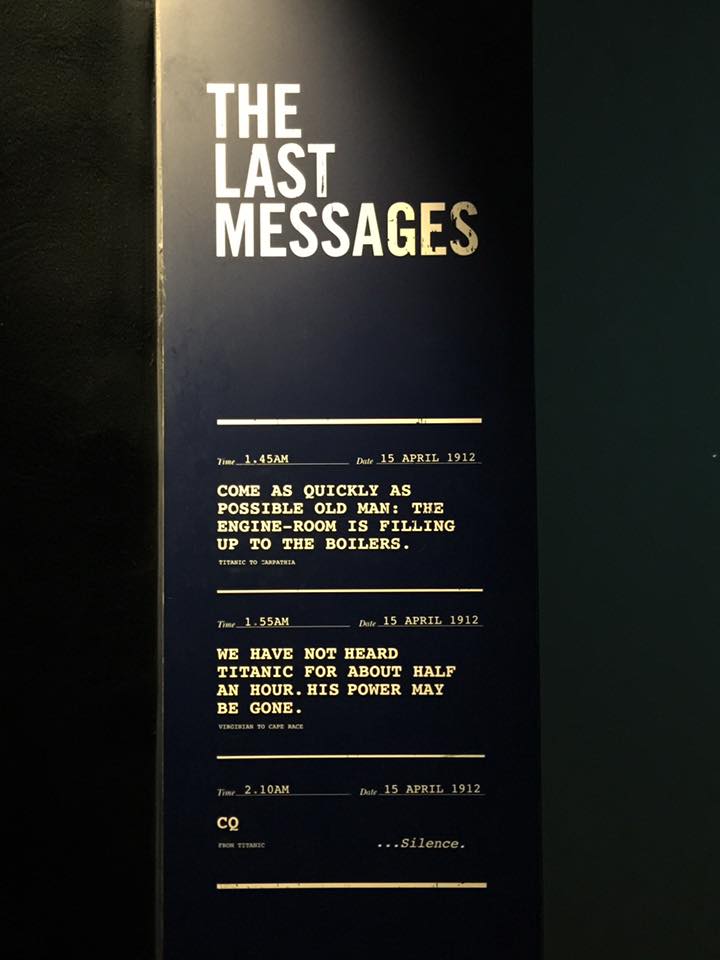 THE
LAST
MESSAGES
Time 1.45AM Date 15 APRIL 1912
COME AS QUICKLY AS
POSSIBLE OLD MAN: THE
ENGINE-ROOM IS FILLING
UP TO THE BOILERS.
TITANIC TO CARPATHIA
Time 1.55AM Date 15 APRIL 1912
WE HAVE NOT HEARD
TITANIC FOR ABOUT HALF
AN HOUR. HIS POWER MAY
BE GONE.
VIRGINIAN TO CAPE RACE
Time 2.10AM Date 15 APRIL 1912
CQ
FROM TITANIC ...Silence.